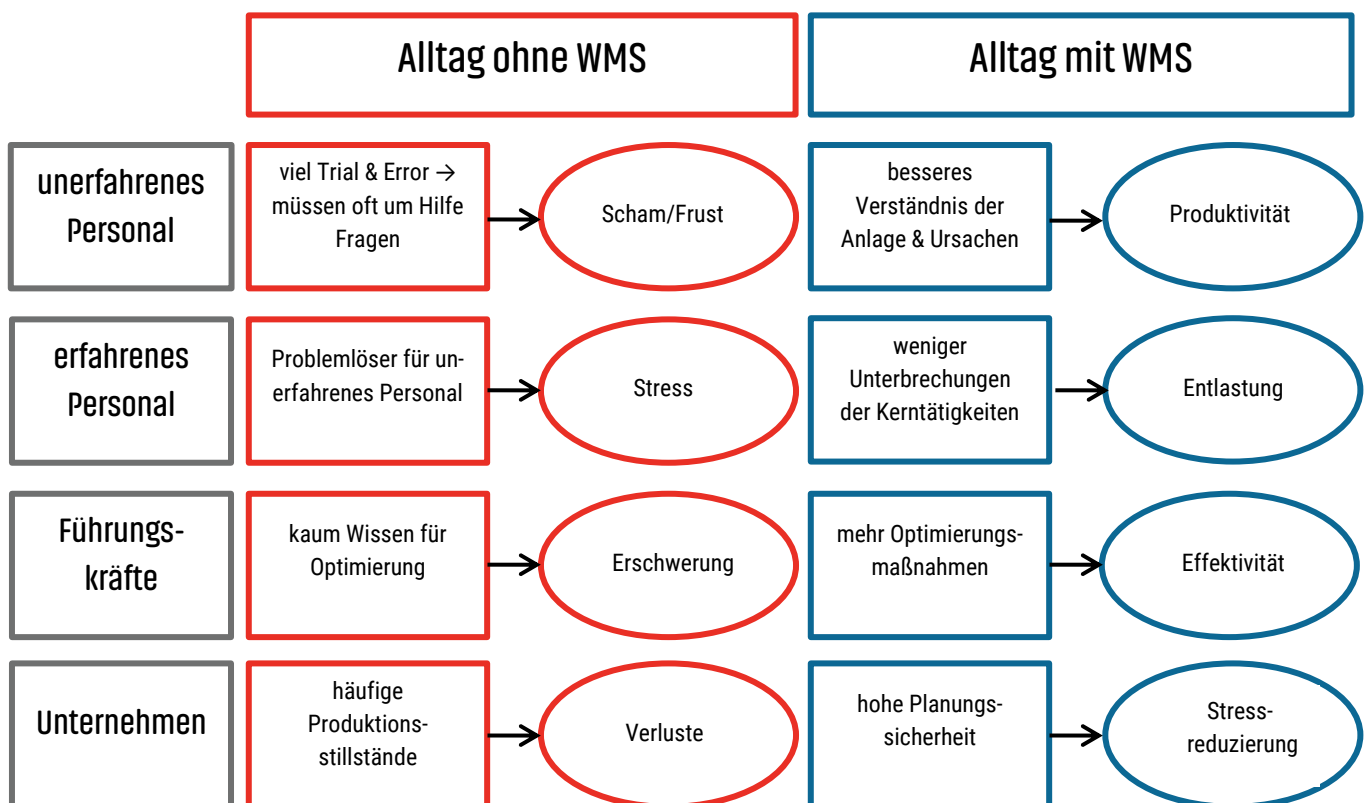 Alltag ohne WMS
Alltag mit WMS
unerfahrenes
Personal
viel Trial & Error →
müssen oft um Hilfe
Fragen
Scham/Frust
besseres
Verständnis der
Anlage & Ursachen
Produktivität
erfahrenes
Personal
Problemlöser für un-
erfahrenes Personal
Stress
weniger
Unterbrechungen
der Kerntätigkeiten
Entlastung
Führungs-
kräfte
kaum Wissen für
Optimierung
Erschwerung
mehr Optimierungs-
maßnahmen
Effektivität
Unternehmen
häufige
Produktions-
stillstände
Verluste
hohe Planungs-
sicherheit
Stress-
reduzierung